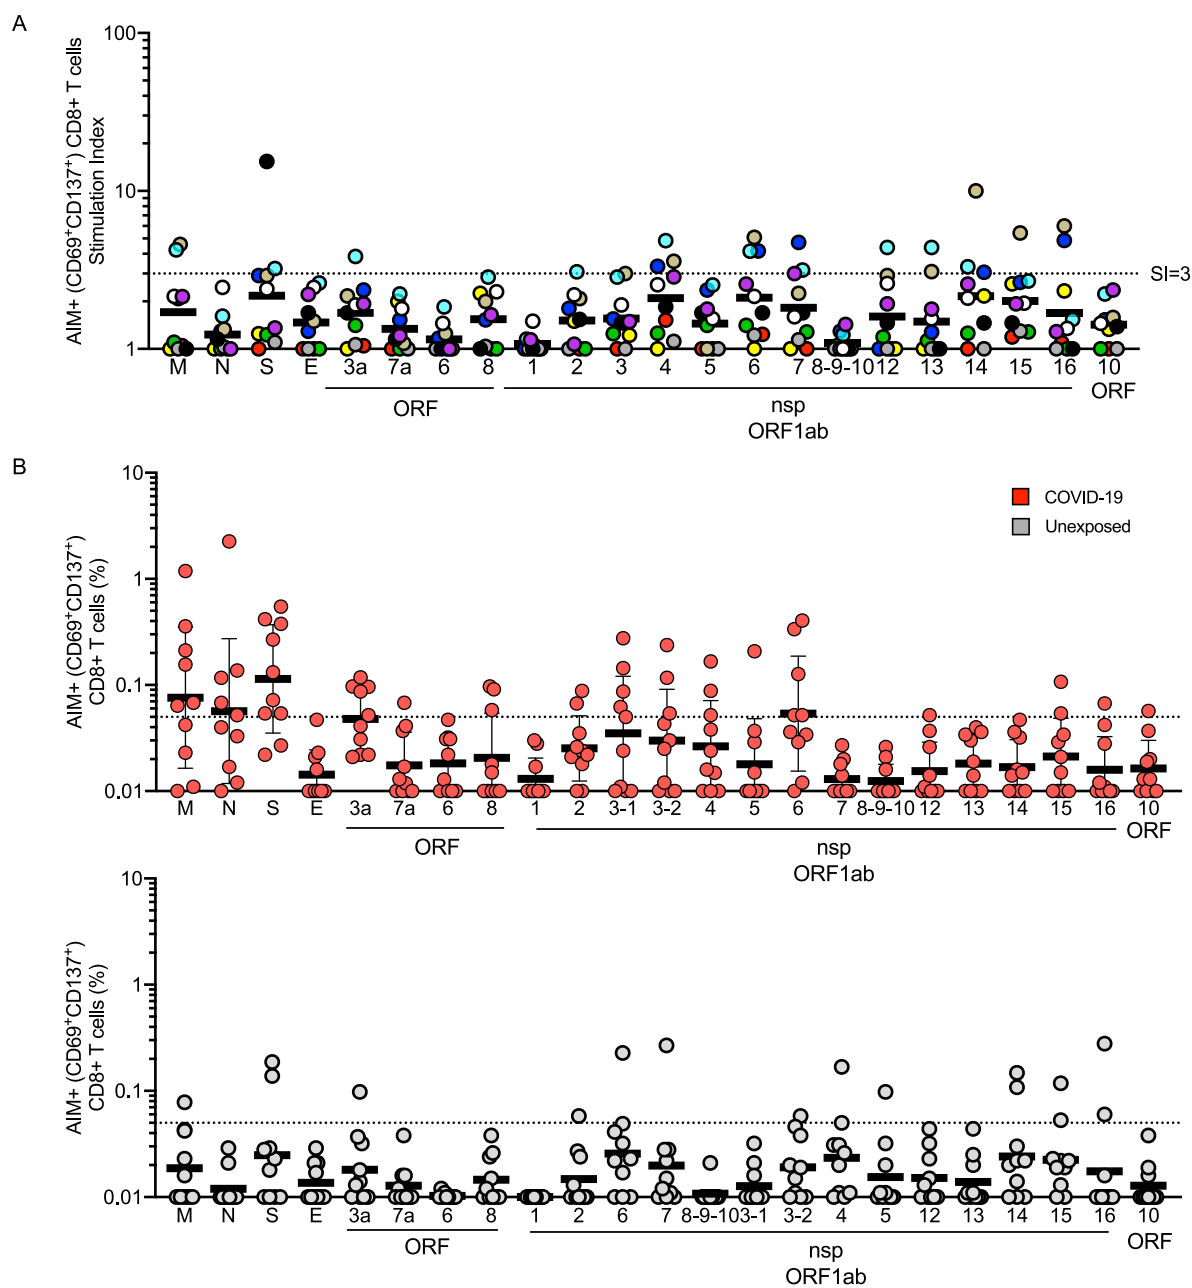 A
AIM+ (CD69⁺CD137⁺) CD8+ T cells
Stimulation Index
100
10
1
SI=3
M N S E 3a 7a 6 8 1 2 3 4 5 6 7 8-9-10 12 13 14 15 16 10
ORF nsp ORF
ORF1ab
B
AIM+ (CD69⁺CD137⁺)
CD8+ T cells (%)
10
1
0.1
0.01
COVID-19
Unexposed
M N S E 3a 7a 6 8 1 2 3-1 3-2 4 5 6 7 8-9-10 12 13 14 15 16 10
ORF nsp ORF
ORF1ab
AIM+ (CD69⁺CD137⁺)
CD8+ T cells (%)
10
1
0.1
0.01
M N S E 3a 7a 6 8 1 2 6 7 8-9-10 3-1 3-2 4 5 12 13 14 15 16 10
ORF nsp ORF
ORF1ab